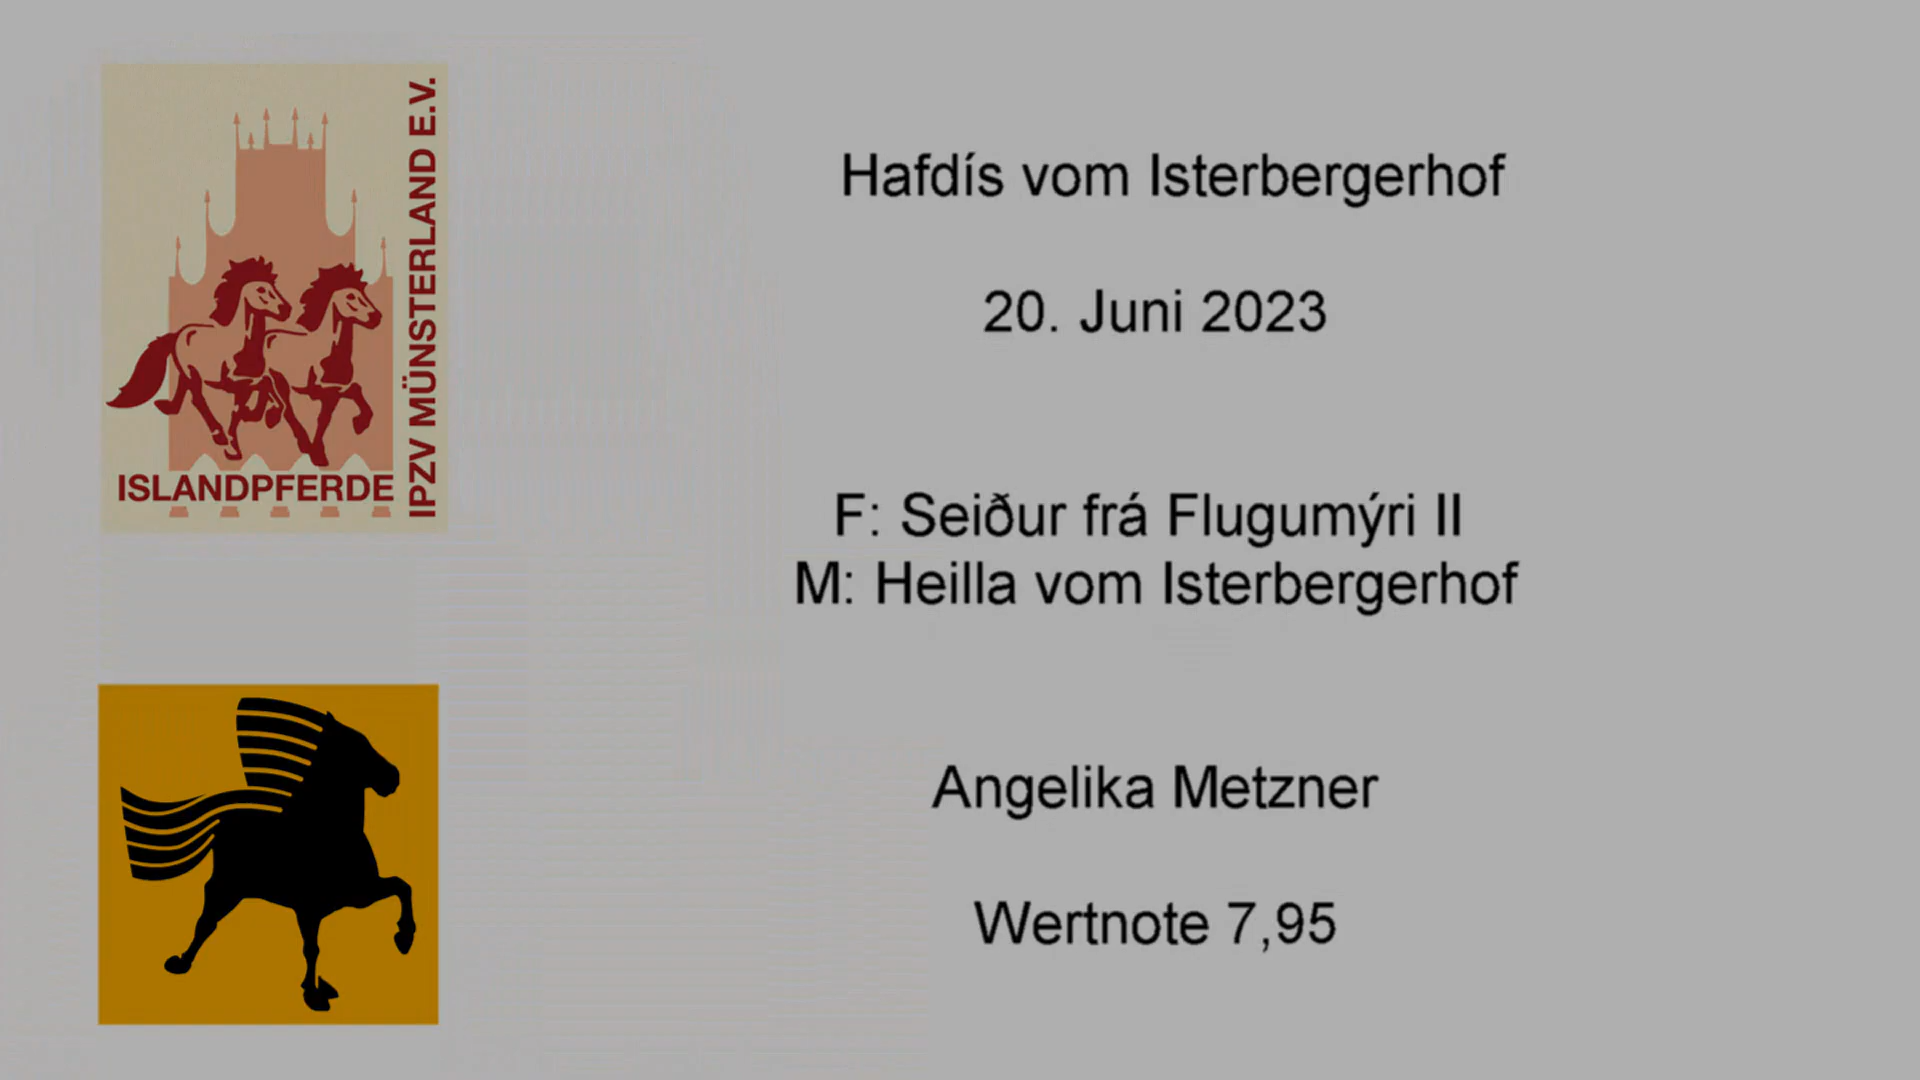 ISLANDPFERDE
IPZV MÜNSTERLAND E.V.
Hafdís vom Isterbergerhof
20. Juni 2023
F: Seiður frá Flugumýri II
M: Heilla vom Isterbergerhof
Angelika Metzner
Wertnote 7,95